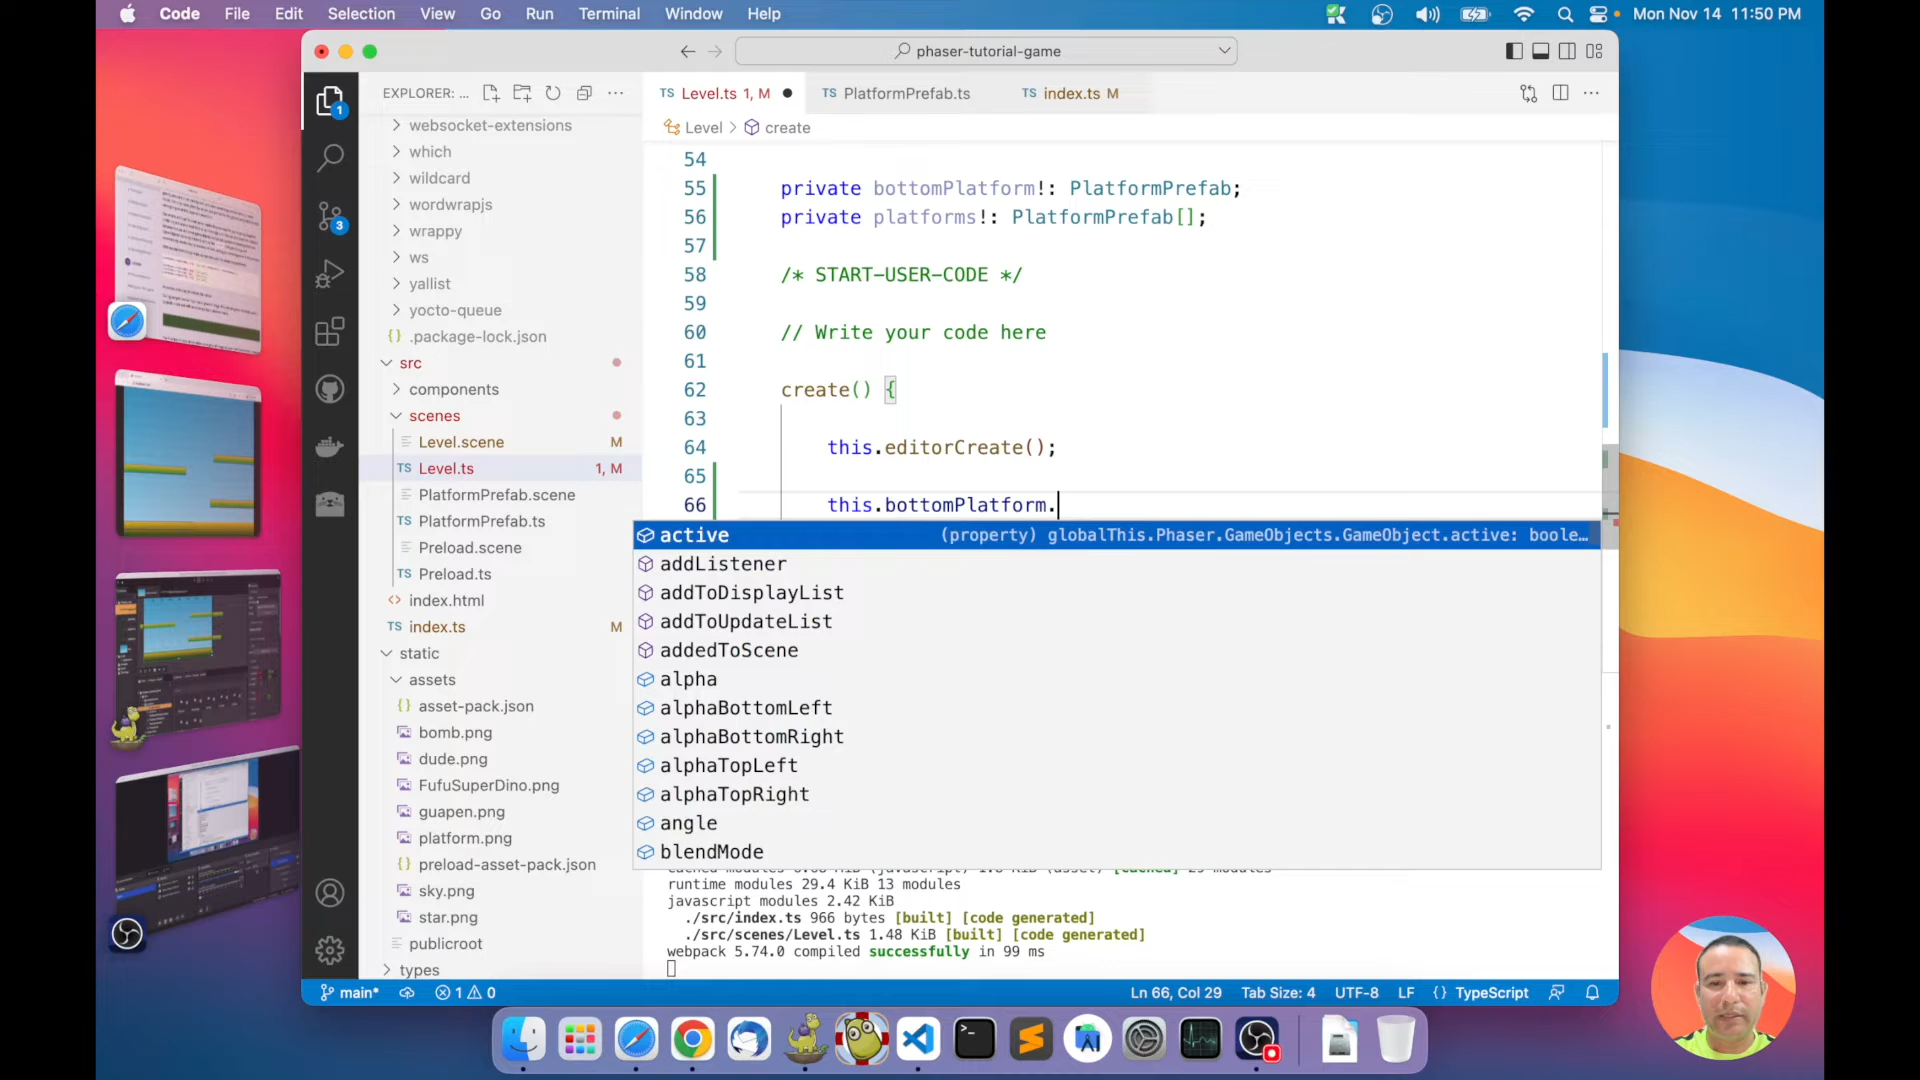 Code File Edit Selection View Go Run Terminal Window Help
Mon Nov 14 11:50 PM
phaser-tutorial-game
EXPLORER: ...
websocket-extensions
which
wildcard
wordwrapjs
wrappy
ws
yallist
yocto-queue
{} .package-lock.json
src
components
scenes
Level.scene M
TS Level.ts 1, M
PlatformPrefab.scene
TS PlatformPrefab.ts
Preload.scene
TS Preload.ts
<> index.html
TS index.ts M
static
assets
{} asset-pack.json
bomb.png
dude.png
FufuSuperDino.png
guapen.png
platform.png
{} preload-asset-pack.json
sky.png
star.png
publicroot
types
1
3
TS Level.ts 1, M
TS PlatformPrefab.ts
TS index.ts M
Level > create
54
55 private bottomPlatform!: PlatformPrefab;
56 private platforms!: PlatformPrefab[];
57
58 /* START-USER-CODE */
59
60 // Write your code here
61
62 create() {
63
64 this.editorCreate();
65
66 this.bottomPlatform.
active (property) globalThis.Phaser.GameObjects.GameObject.active: boole…
addListener
addToDisplayList
addToUpdateList
addedToScene
alpha
alphaBottomLeft
alphaBottomRight
alphaTopLeft
alphaTopRight
angle
blendMode
runtime modules 29.4 KiB 13 modules
javascript modules 2.42 KiB
./src/index.ts 966 bytes [built] [code generated]
./src/scenes/Level.ts 1.48 KiB [built] [code generated]
webpack 5.74.0 compiled successfully in 99 ms
main* 1 0 Ln 66, Col 29 Tab Size: 4 UTF-8 LF {} TypeScript